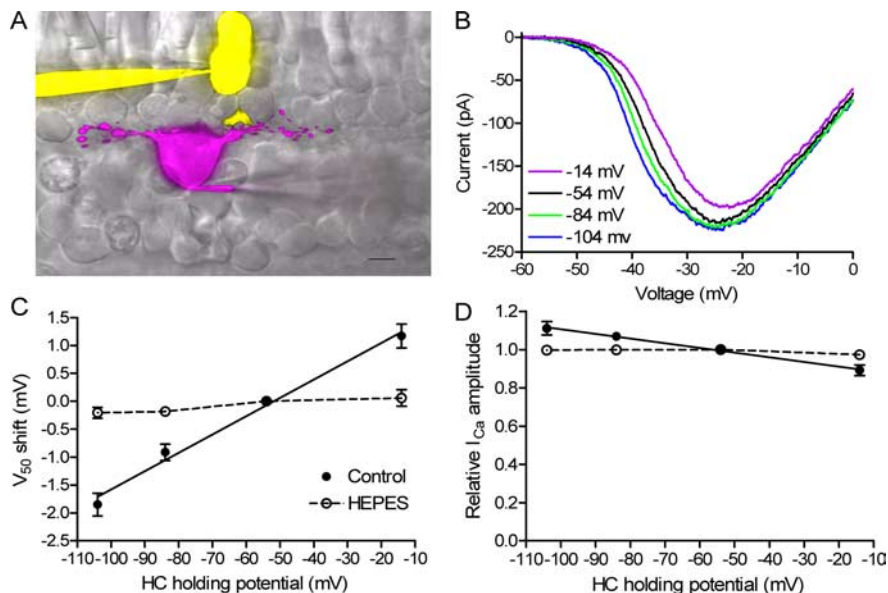 A
B
0
-50
-100
-150
-200
-250
Current (pA)
-14 mV
-54 mV
-84 mV
-104 mv
-60 -50 -40 -30 -20 -10 0
Voltage (mV)
C
1.5
1.0
0.5
0.0
-0.5
-1.0
-1.5
-2.0
-2.5
V50 shift (mV)
Control
HEPES
-110 -100 -90 -80 -70 -60 -50 -40 -30 -20 -10
HC holding potential (mV)
D
1.2
1.0
0.8
0.6
0.4
0.2
0.0
Relative ICa amplitude
-110 -100 -90 -80 -70 -60 -50 -40 -30 -20 -10
HC holding potential (mV)